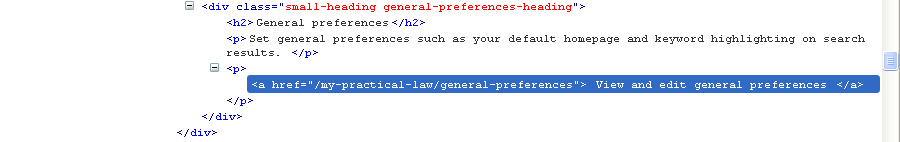 <div class="small-heading general-preferences-heading">
<h2>General preferences</h2>
<p>Set general preferences such as your default homepage and keyword highlighting on search
results. </p>
<p>
<a href="/my-practical-law/general-preferences"> View and edit general preferences </a>
</p>
</div>
</div>